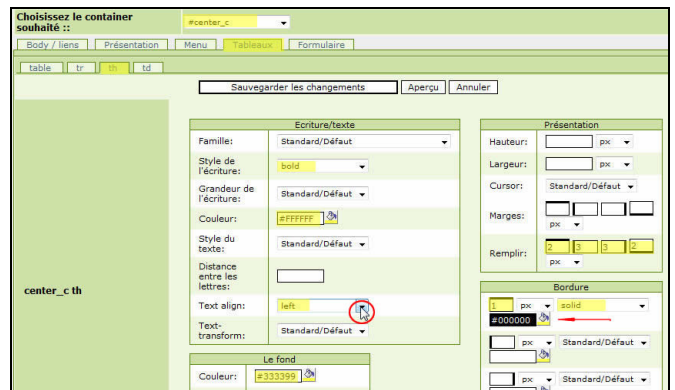 Choisissez le container
souhaité ::
#center_c
Body / liens Présentation Menu Tableaux Formulaire
table tr th td
Sauvegarder les changements Aperçu Annuler
center_c th
Ecriture/texte
Famille: Standard/Défaut
Style de
l'écriture: bold
Grandeur de
l'écriture: Standard/Défaut
Couleur: #FFFFFF
Style du
texte: Standard/Défaut
Distance
entre les
lettres:
Text align: left
Text-
transform: Standard/Défaut
Le fond
Couleur: #333399
Présentation
Hauteur: px
Largeur: px
Cursor: Standard/Défaut
Marges:
px
Remplir: 2 3 3 2
px
Bordure
1 px solid
#000000
px Standard/Défaut
px Standard/Défaut